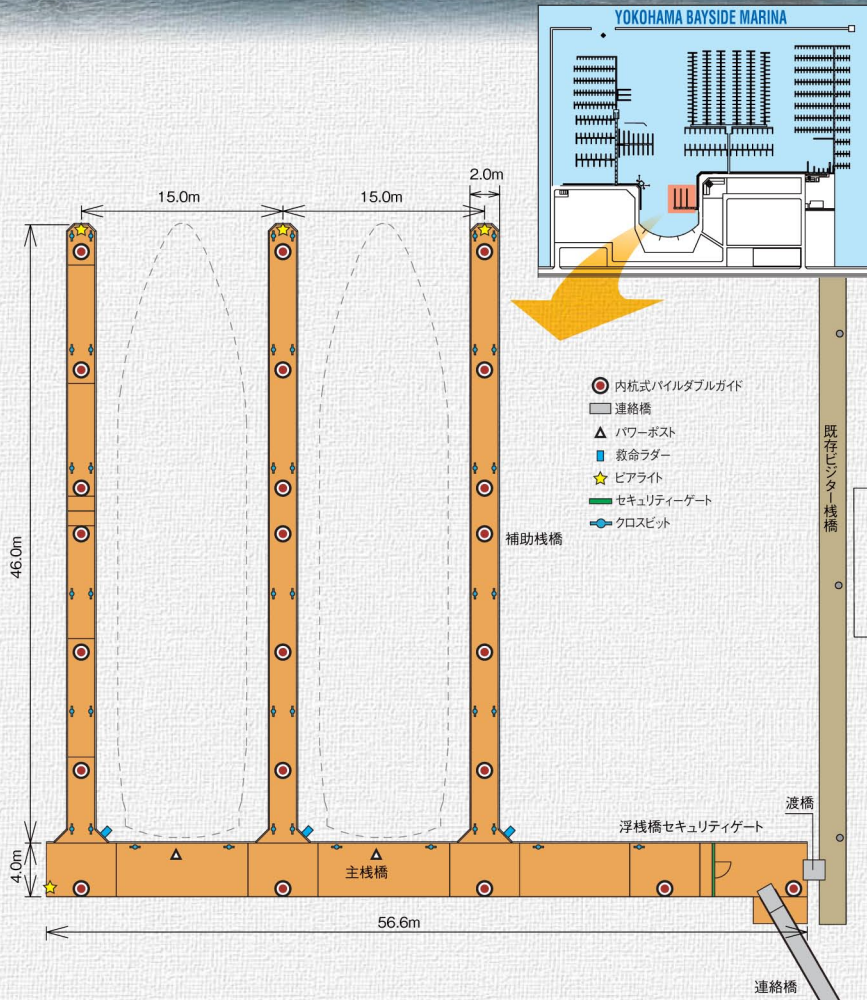 YOKOHAMA BAYSIDE MARINA
2.0m
15.0m
15.0m
46.0m
内杭式パイルダブルガイド
連絡橋
パワーポスト
救命ラダー
ピアライト
セキュリティーゲート
クロスビット
既存ビジター桟橋
補助桟橋
渡橋
浮桟橋セキュリティゲート
4.0m
主桟橋
56.6m
連絡橋